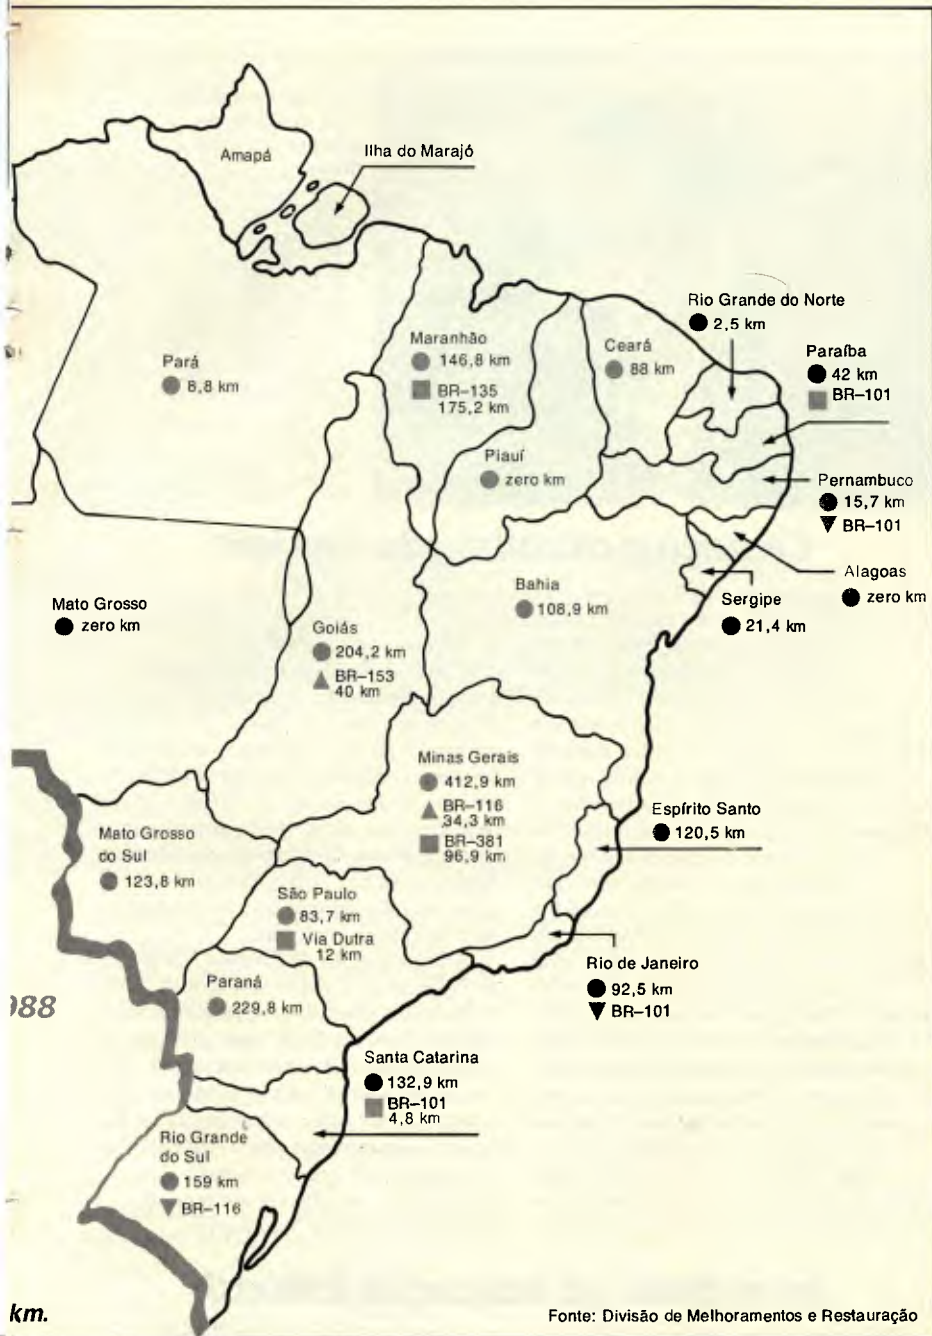 Amapá
Ilha do Marajó
Rio Grande do Norte
2,5 km
Paraíba
42 km
BR–101
Maranhão
146,8 km
BR–135
175,2 km
Ceará
88 km
Pará
8,8 km
Piauí
zero km
Pernambuco
15,7 km
BR–101
Alagoas
zero km
Bahia
108,9 km
Sergipe
21,4 km
Mato Grosso
zero km
Goiás
204,2 km
BR–153
40 km
Minas Gerais
412,9 km
BR–116
34,3 km
BR–381
96,9 km
Espírito Santo
120,5 km
Mato Grosso
do Sul
123,8 km
São Paulo
83,7 km
Via Dutra
12 km
Rio de Janeiro
92,5 km
BR–101
Paraná
229,8 km
988
Santa Catarina
132,9 km
BR–101
4,8 km
Rio Grande
do Sul
159 km
BR–116
km.
Fonte: Divisão de Melhoramentos e Restauração